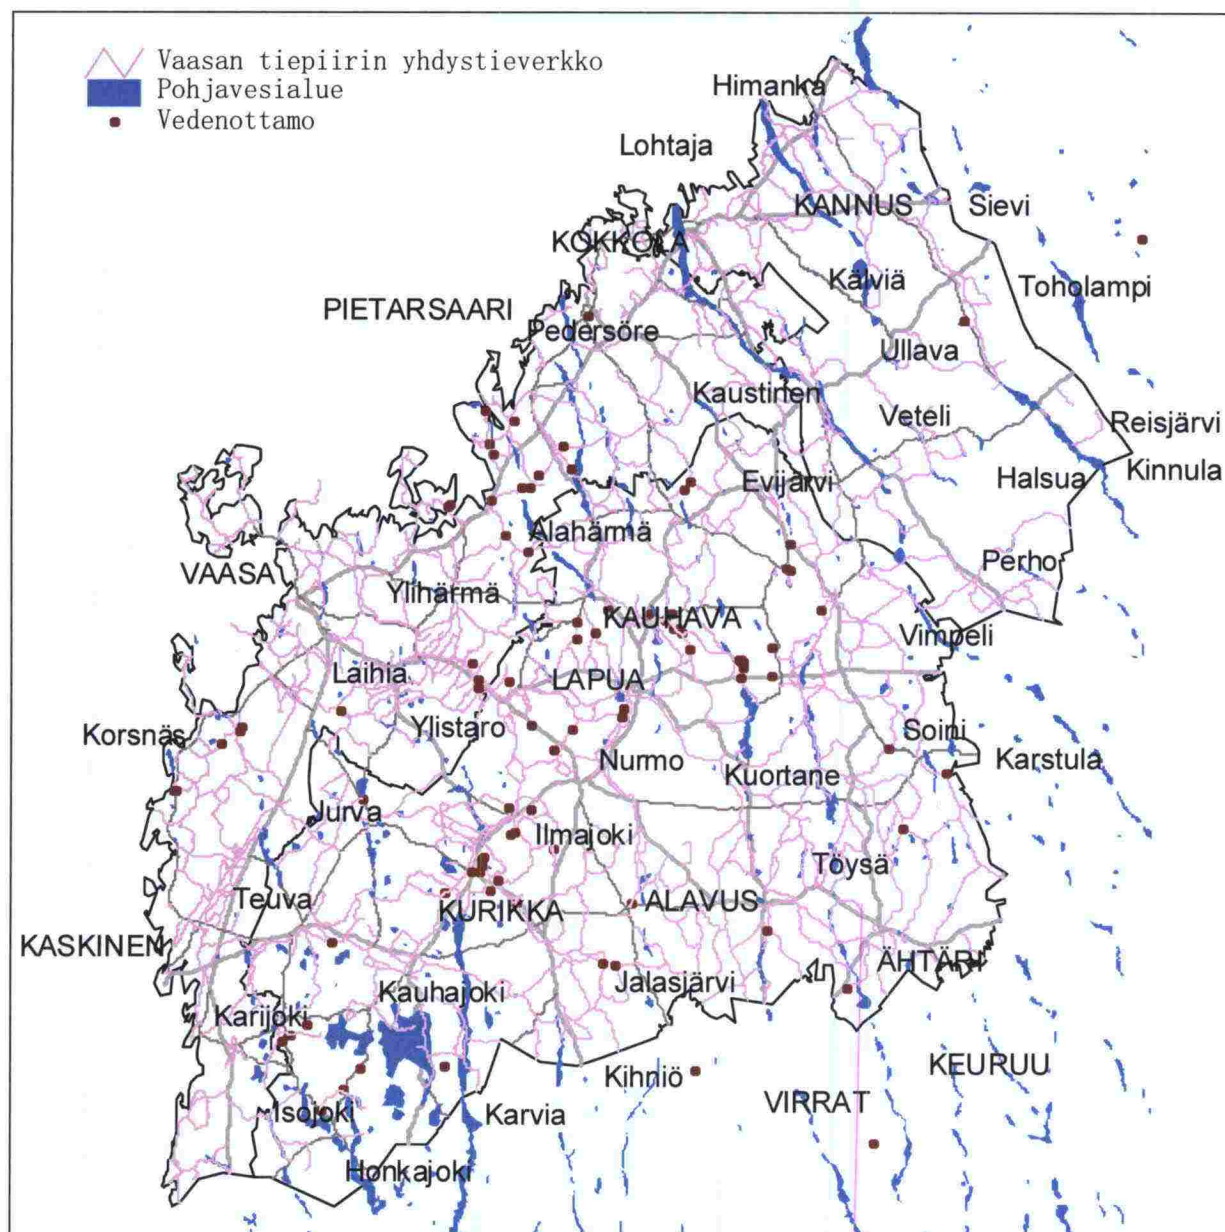 Vaasan tiepiirin yhdystieverkko
Pohjavesialue
Vedenottamo
Himanka
Lohtaja
KANNUS
Sievi
KOKKOLA
Kälviä
Toholampi
PIETARSAARI
Pedersöre
Ullava
Kaustinen
Veteli
Reisjärvi
Kinnula
Halsua
Evijärvi
Alahärmä
Perho
VAASA
Ylihärmä
KAUHAVA
Vimpeli
Laihia
LAPUA
Korsnäs
Ylistaro
Soini
Karstula
Nurmo
Kuortane
Jurva
Ilmajoki
Töysä
Teuva
KURIKKA
ALAVUS
KASKINEN
ÄHTÄRI
Jalasjärvi
Kauhajoki
Karijoki
KEURUU
Kihniö
VIRRAT
Isojoki
Karvia
Honkajoki